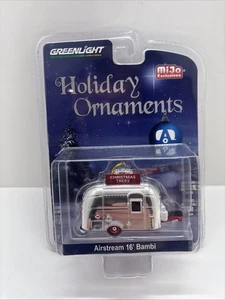 GREENLIGHT
MiJo
Exclusives
Holiday
Ornaments
CHRISTMAS
TREES
Airstream 16' Bambi